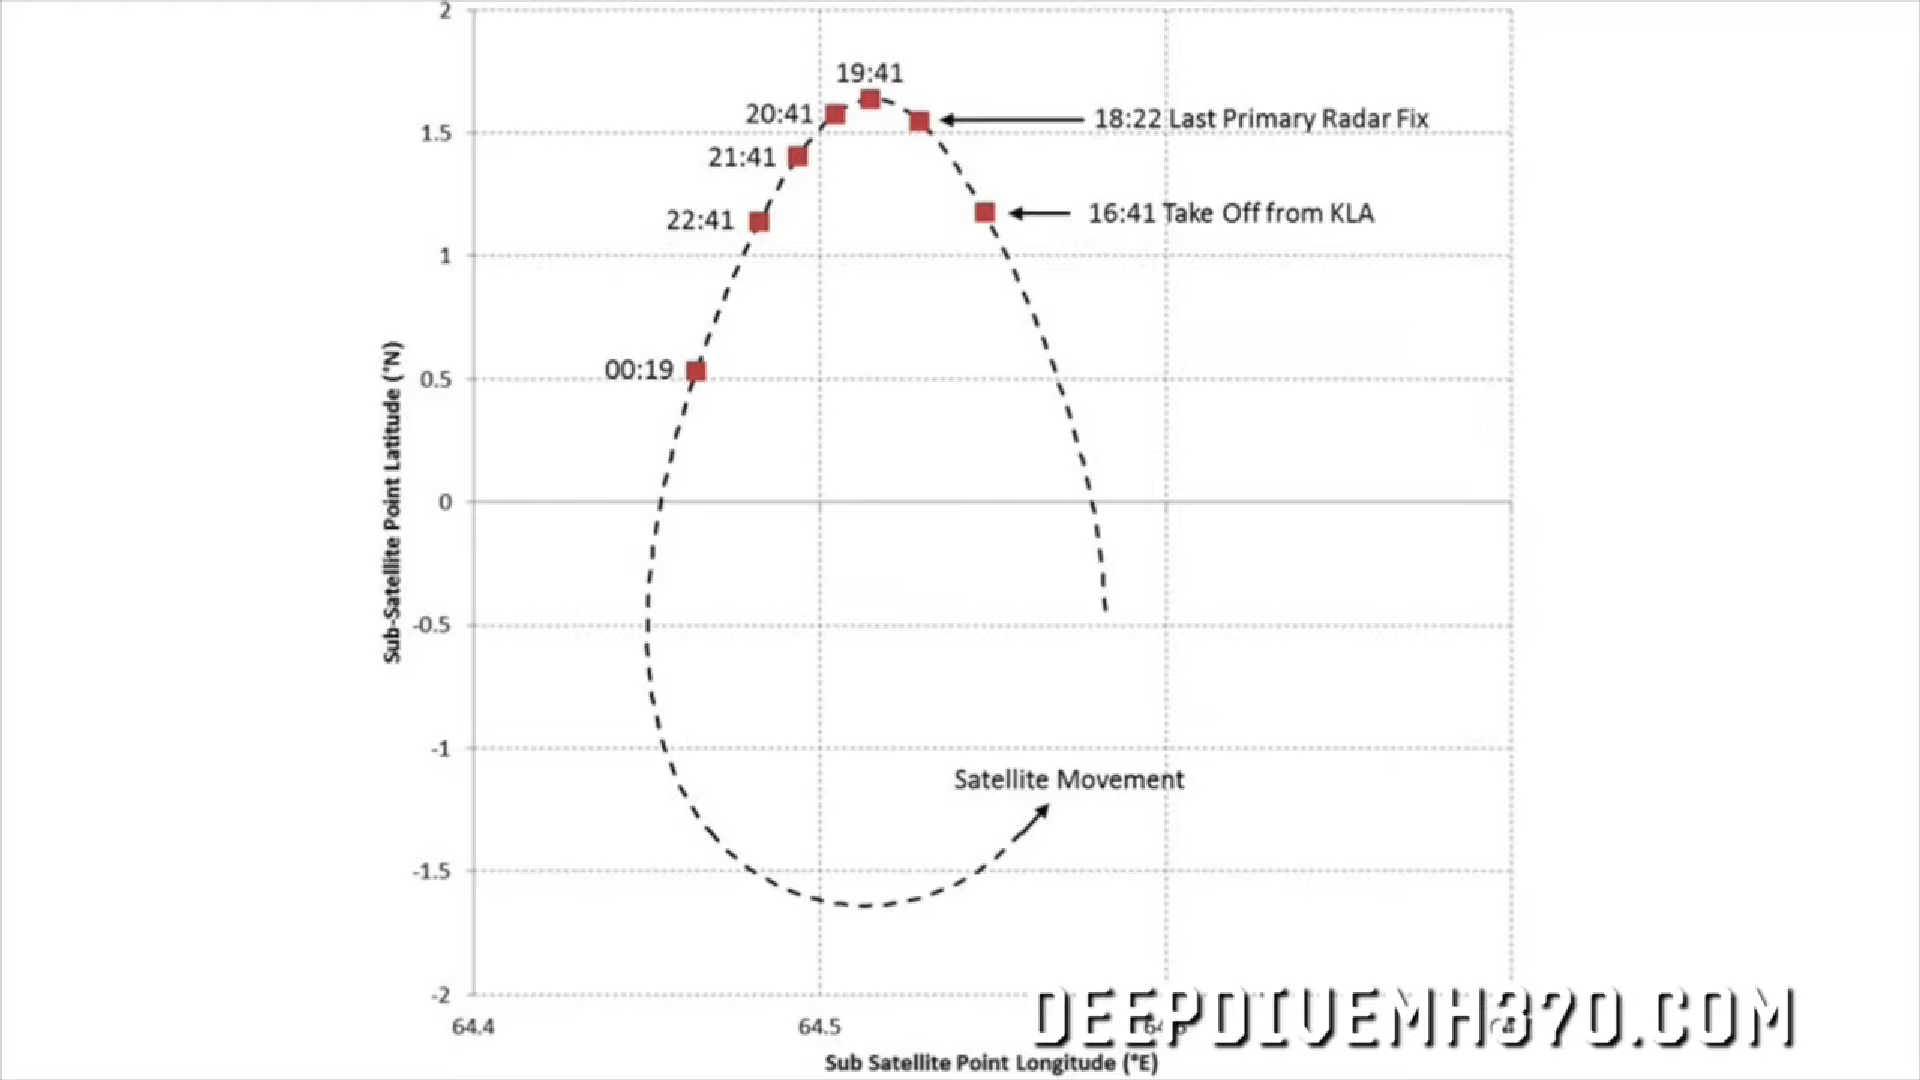 2
19:41
20:41
18:22 Last Primary Radar Fix
1.5
21:41
22:41
16:41 Take Off from KLA
1
00:19
0.5
Sub-Satellite Point Latitude (°N)
0
-0.5
-1
Satellite Movement
-1.5
-2
DEEPDIVEMH370.COM
64.4
64.5
Sub Satellite Point Longitude (°E)